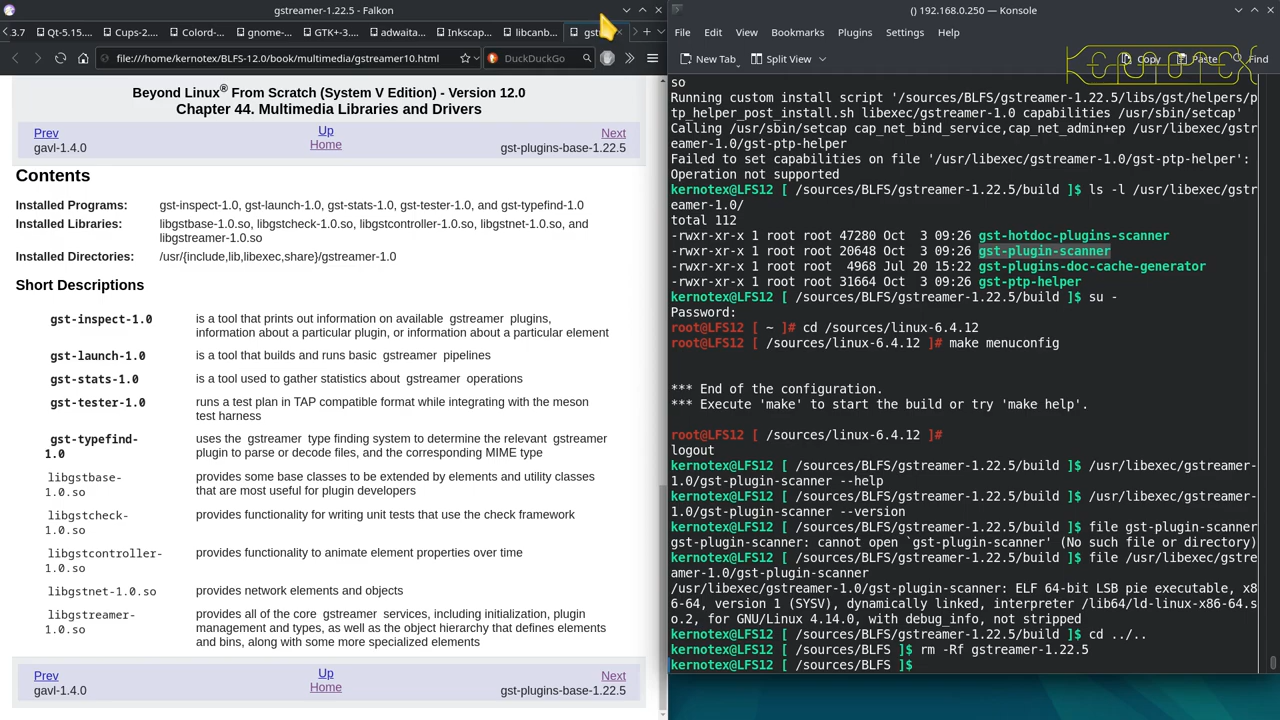 gstreamer-1.22.5 - Falkon
3.7 Qt-5.15.... Cups-2.... Colord-... gnome-... GTK+-3.... adwaita... Inkscap... libcanb... gst
file:///home/kernotex/BLFS-12.0/book/multimedia/gstreamer10.html DuckDuckGo
Beyond Linux® From Scratch (System V Edition) - Version 12.0
Chapter 44. Multimedia Libraries and Drivers
Prev Up Next
gavl-1.4.0 Home gst-plugins-base-1.22.5
Contents
Installed Programs: gst-inspect-1.0, gst-launch-1.0, gst-stats-1.0, gst-tester-1.0, and gst-typefind-1.0
Installed Libraries: libgstbase-1.0.so, libgstcheck-1.0.so, libgstcontroller-1.0.so, libgstnet-1.0.so, and
libgstreamer-1.0.so
Installed Directories: /usr/{include,lib,libexec,share}/gstreamer-1.0
Short Descriptions
gst-inspect-1.0 is a tool that prints out information on available gstreamer plugins,
information about a particular plugin, or information about a particular element
gst-launch-1.0 is a tool that builds and runs basic gstreamer pipelines
gst-stats-1.0 is a tool used to gather statistics about gstreamer operations
gst-tester-1.0 runs a test plan in TAP compatible format while integrating with the meson
test harness
gst-typefind- uses the gstreamer type finding system to determine the relevant gstreamer
1.0 plugin to parse or decode files, and the corresponding MIME type
libgstbase- provides some base classes to be extended by elements and utility classes
1.0.so that are most useful for plugin developers
libgstcheck- provides functionality for writing unit tests that use the check framework
1.0.so
libgstcontroller- provides functionality to animate element properties over time
1.0.so
libgstnet-1.0.so provides network elements and objects
libgstreamer- provides all of the core gstreamer services, including initialization, plugin
1.0.so management and types, as well as the object hierarchy that defines elements
and bins, along with some more specialized elements
Prev Up Next
gavl-1.4.0 Home gst-plugins-base-1.22.5
() 192.168.0.250 — Konsole
File Edit View Bookmarks Plugins Settings Help
New Tab Split View Copy Paste Find
KERNOTEX
so
Running custom install script '/sources/BLFS/gstreamer-1.22.5/libs/gst/helpers/p
tp_helper_post_install.sh libexec/gstreamer-1.0 capabilities /usr/sbin/setcap'
Calling /usr/sbin/setcap cap_net_bind_service,cap_net_admin+ep /usr/libexec/gstr
eamer-1.0/gst-ptp-helper
Failed to set capabilities on file '/usr/libexec/gstreamer-1.0/gst-ptp-helper':
Operation not supported
kernotex@LFS12 [ /sources/BLFS/gstreamer-1.22.5/build ]$ ls -l /usr/libexec/gstr
eamer-1.0/
total 112
-rwxr-xr-x 1 root root 47280 Oct  3 09:26 gst-hotdoc-plugins-scanner
-rwxr-xr-x 1 root root 20648 Oct  3 09:26 gst-plugin-scanner
-rwxr-xr-x 1 root root  4968 Jul 20 15:22 gst-plugins-doc-cache-generator
-rwxr-xr-x 1 root root 31664 Oct  3 09:26 gst-ptp-helper
kernotex@LFS12 [ /sources/BLFS/gstreamer-1.22.5/build ]$ su -
Password:
root@LFS12 [ ~ ]# cd /sources/linux-6.4.12
root@LFS12 [ /sources/linux-6.4.12 ]# make menuconfig
*** End of the configuration.
*** Execute 'make' to start the build or try 'make help'.
root@LFS12 [ /sources/linux-6.4.12 ]#
logout
kernotex@LFS12 [ /sources/BLFS/gstreamer-1.22.5/build ]$ /usr/libexec/gstreamer-
1.0/gst-plugin-scanner --help
kernotex@LFS12 [ /sources/BLFS/gstreamer-1.22.5/build ]$ /usr/libexec/gstreamer-
1.0/gst-plugin-scanner --version
kernotex@LFS12 [ /sources/BLFS/gstreamer-1.22.5/build ]$ file gst-plugin-scanner
gst-plugin-scanner: cannot open `gst-plugin-scanner' (No such file or directory)
kernotex@LFS12 [ /sources/BLFS/gstreamer-1.22.5/build ]$ file /usr/libexec/gstre
amer-1.0/gst-plugin-scanner
/usr/libexec/gstreamer-1.0/gst-plugin-scanner: ELF 64-bit LSB pie executable, x8
6-64, version 1 (SYSV), dynamically linked, interpreter /lib64/ld-linux-x86-64.s
o.2, for GNU/Linux 4.14.0, with debug_info, not stripped
kernotex@LFS12 [ /sources/BLFS/gstreamer-1.22.5/build ]$ cd ../..
kernotex@LFS12 [ /sources/BLFS ]$ rm -Rf gstreamer-1.22.5
kernotex@LFS12 [ /sources/BLFS ]$